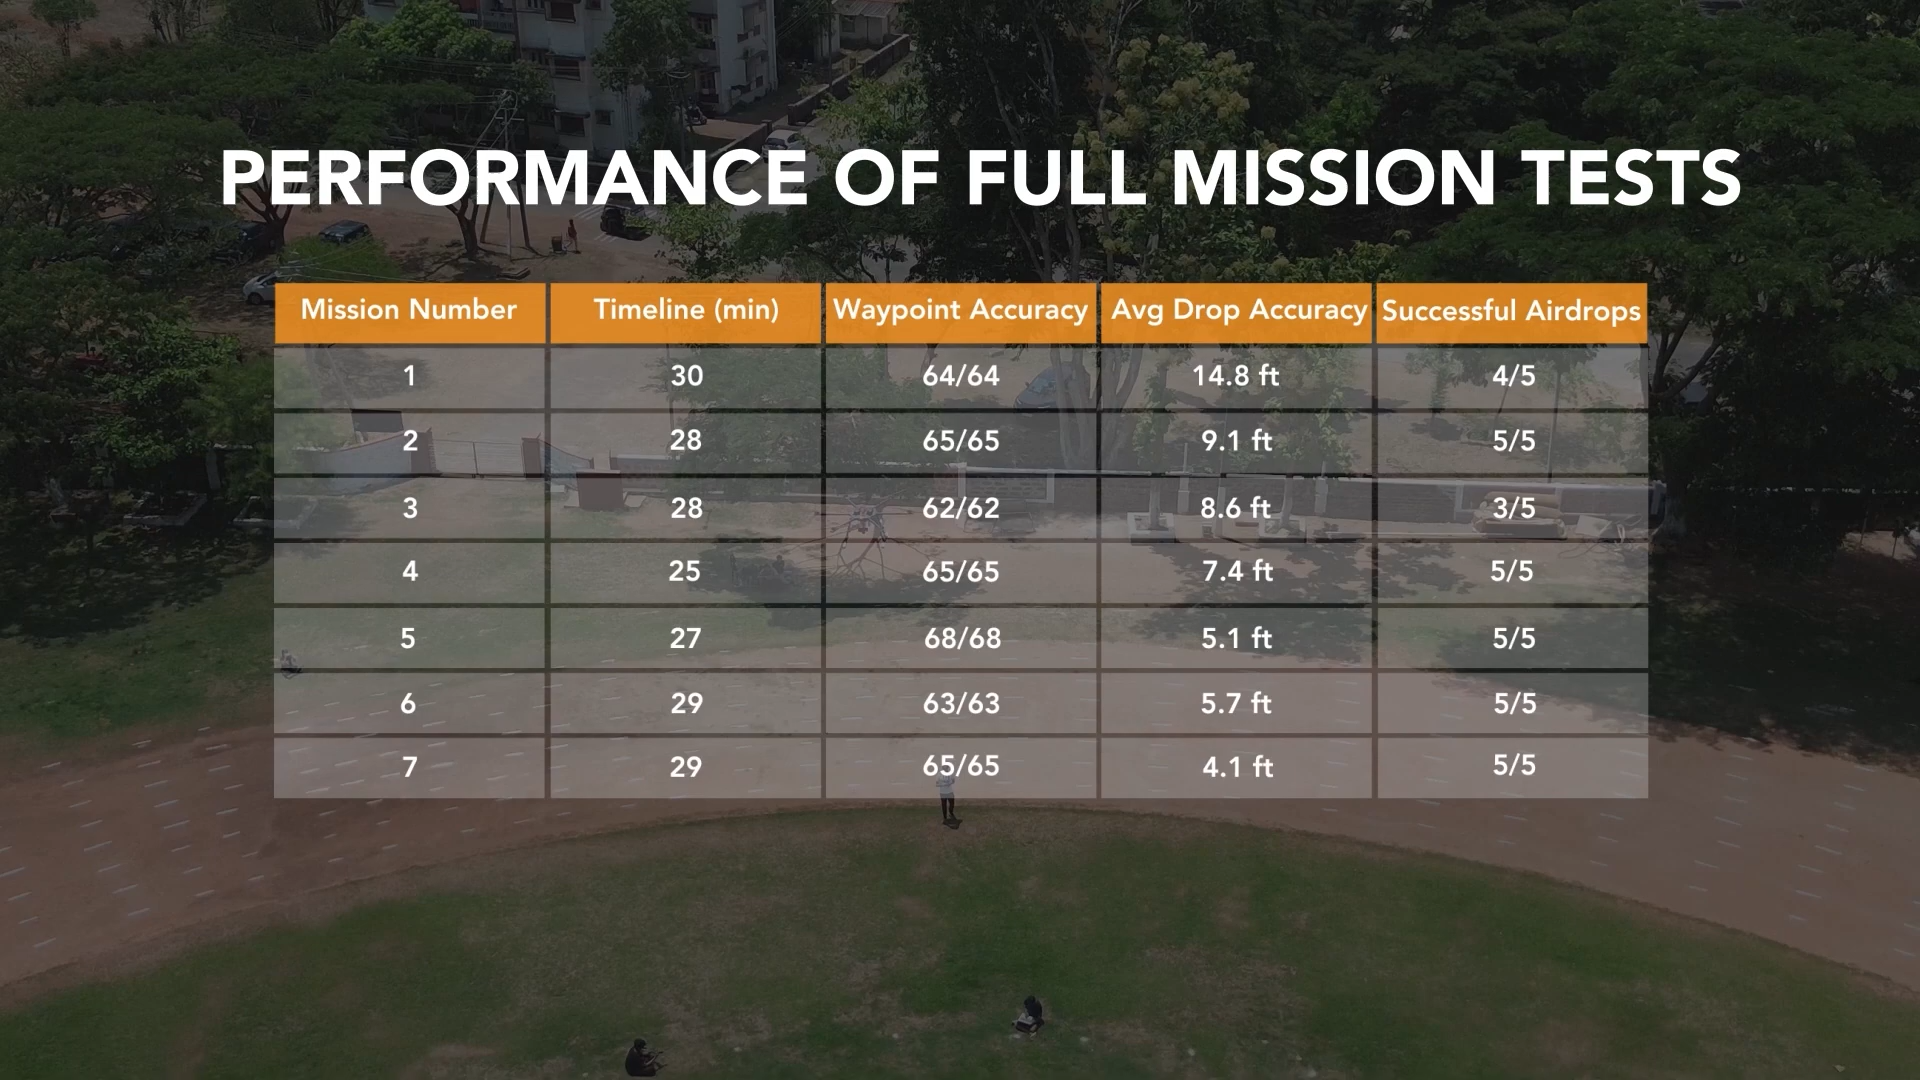 PERFORMANCE OF FULL MISSION TESTS
Mission Number Timeline (min) Waypoint Accuracy Avg Drop Accuracy Successful Airdrops
1 30 64/64 14.8 ft 4/5
2 28 65/65 9.1 ft 5/5
3 28 62/62 8.6 ft 3/5
4 25 65/65 7.4 ft 5/5
5 27 68/68 5.1 ft 5/5
6 29 63/63 5.7 ft 5/5
7 29 65/65 4.1 ft 5/5